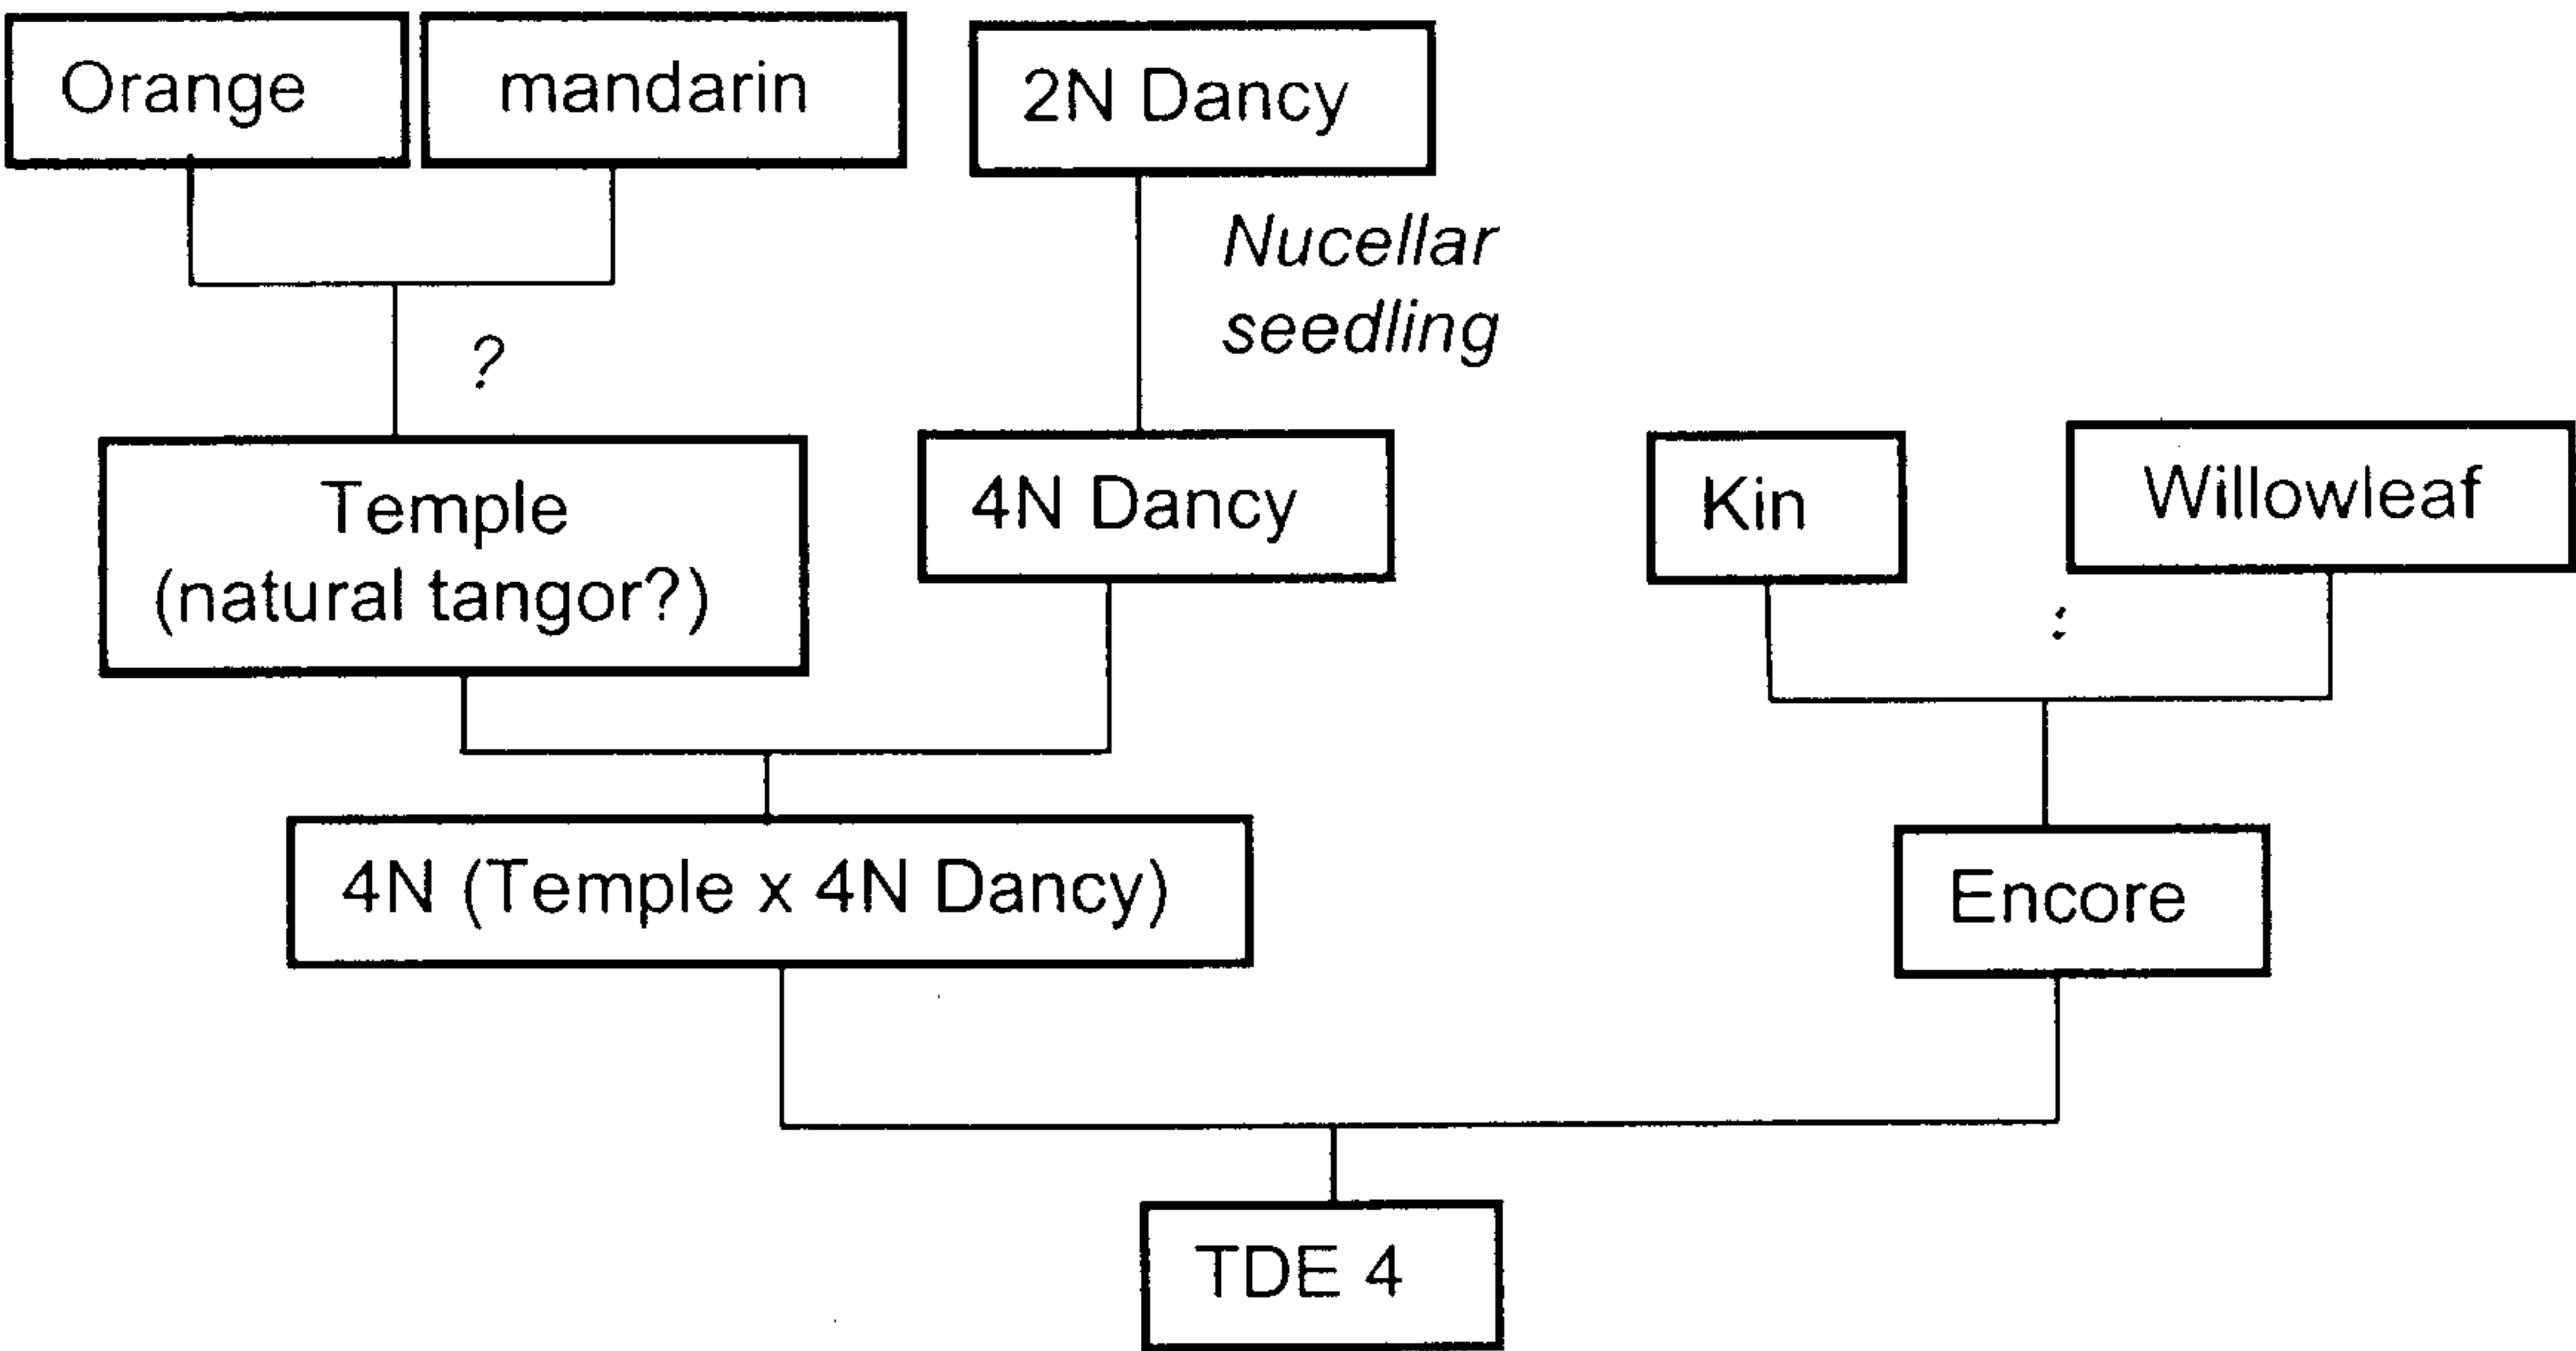 Orange
mandarin
2N Dancy
Nucellar
seedling
?
Temple
(natural tangor?)
4N Dancy
Kin
Willowleaf
:
4N (Temple x 4N Dancy)
Encore
TDE 4